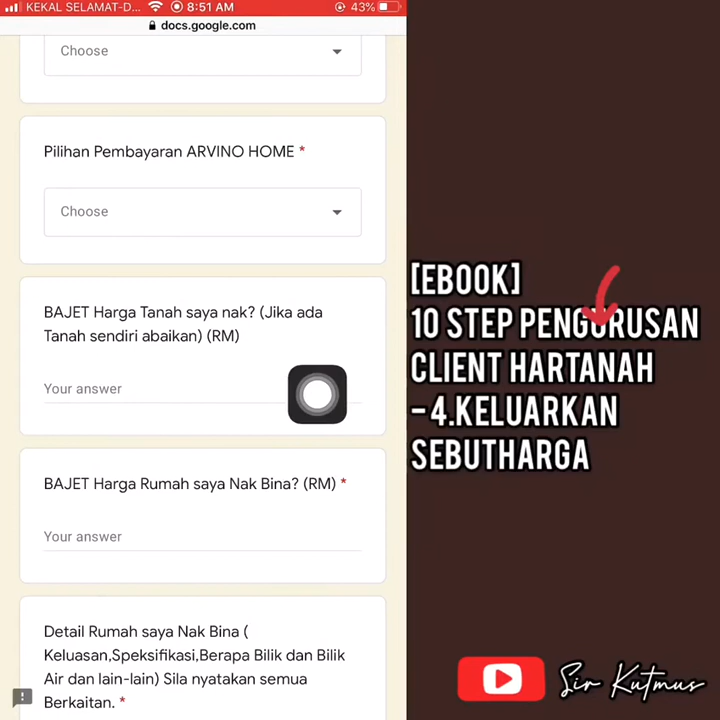 KEKAL SELAMAT-D... 8:51 AM 43%
docs.google.com
Choose
Pilihan Pembayaran ARVINO HOME *
Choose
BAJET Harga Tanah saya nak? (Jika ada
Tanah sendiri abaikan) (RM)
Your answer
BAJET Harga Rumah saya Nak Bina? (RM) *
Your answer
Detail Rumah saya Nak Bina (
Keluasan,Speksifikasi,Berapa Bilik dan Bilik
Air dan lain-lain) Sila nyatakan semua
Berkaitan. *
[EBOOK]
10 STEP PENGURUSAN
CLIENT HARTANAH
- 4.KELUARKAN
SEBUTHARGA
Sir Kutmus